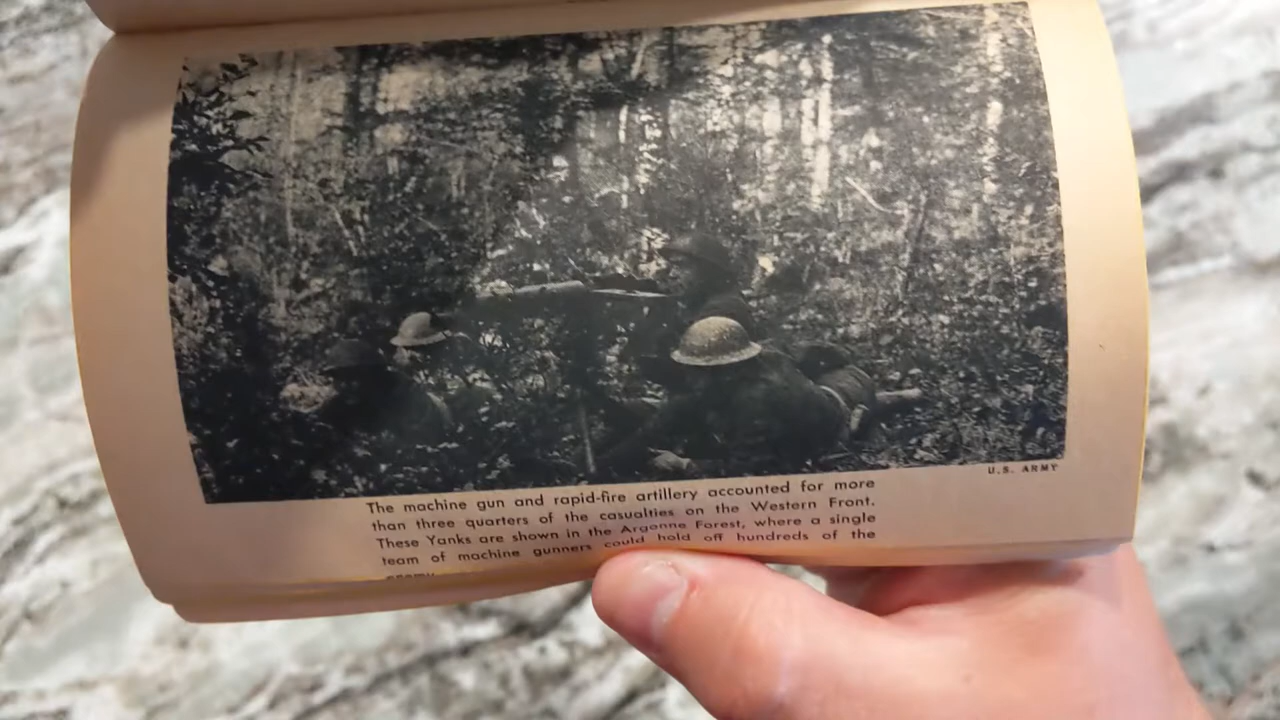 U.S. ARMY
The machine gun and rapid-fire artillery accounted for more
than three quarters of the casualties on the Western Front.
These Yanks are shown in the Argonne Forest, where a single
team of machine gunners could hold off hundreds of the
enemy.